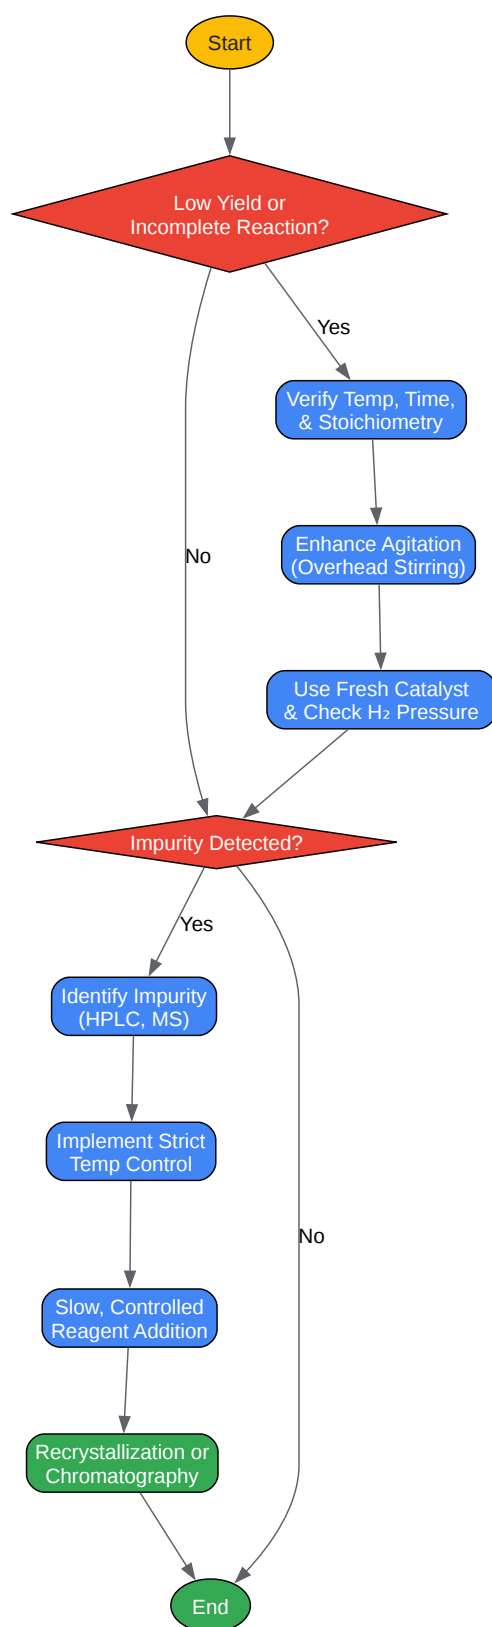 Start
Low Yield or
Incomplete Reaction?
Yes
Verify Temp, Time,
& Stoichiometry
Enhance Agitation
(Overhead Stirring)
No
Use Fresh Catalyst
& Check H₂ Pressure
Impurity Detected?
Yes
Identify Impurity
(HPLC, MS)
Implement Strict
Temp Control
No
Slow, Controlled
Reagent Addition
Recrystallization or
Chromatography
End